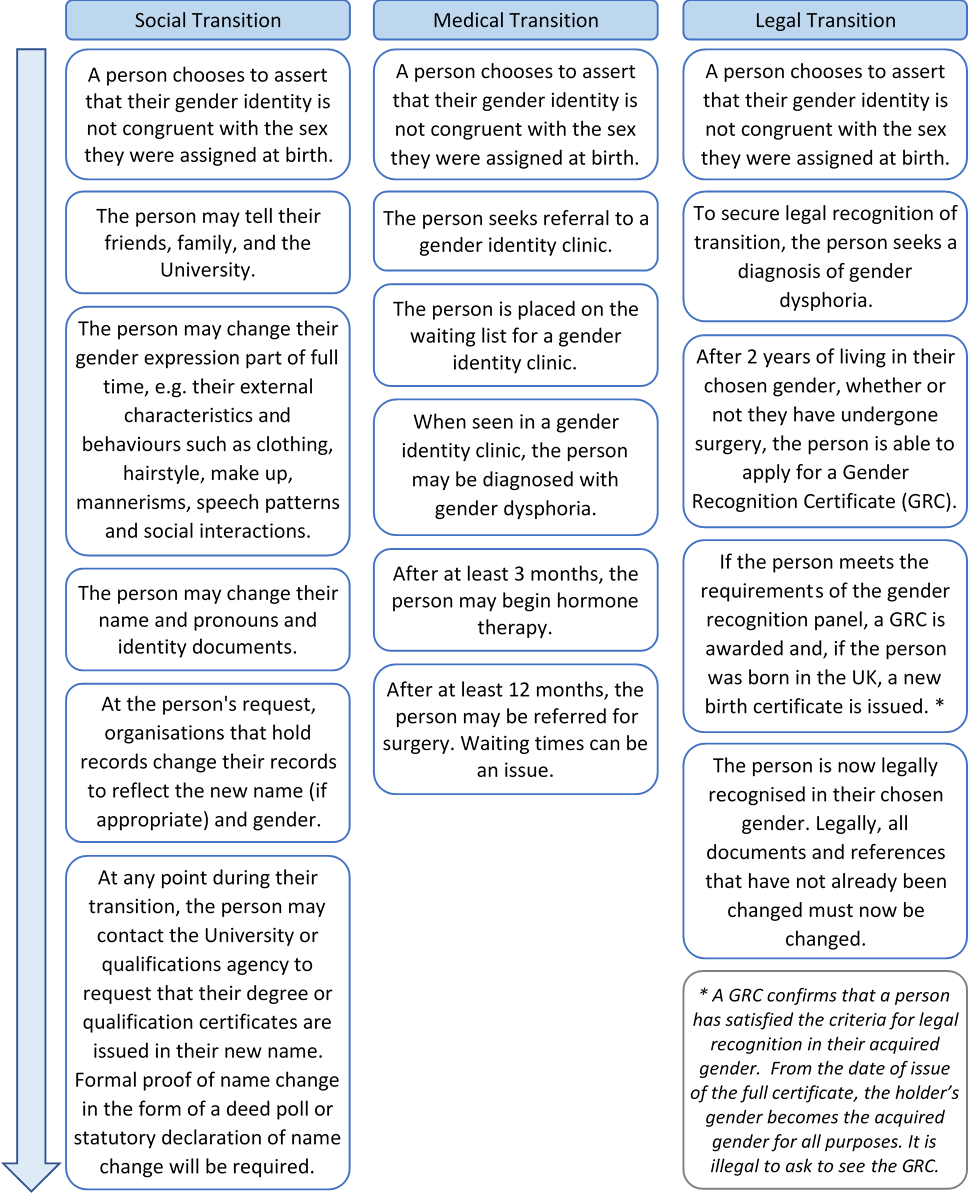 Social Transition
A person chooses to assert
that their gender identity is
not congruent with the sex
they were assigned at birth.
The person may tell their
friends, family, and the
University.
The person may change their
gender expression part of full
time, e.g. their external
characteristics and
behaviours such as clothing,
hairstyle, make up,
mannerisms, speech patterns
and social interactions.
The person may change their
name and pronouns and
identity documents.
At the person's request,
organisations that hold
records change their records
to reflect the new name (if
appropriate) and gender.
At any point during their
transition, the person may
contact the University or
qualifications agency to
request that their degree or
qualification certificates are
issued in their new name.
Formal proof of name change
in the form of a deed poll or
statutory declaration of name
change will be required.
Medical Transition
A person chooses to assert
that their gender identity is
not congruent with the sex
they were assigned at birth.
The person seeks referral to a
gender identity clinic.
The person is placed on the
waiting list for a gender
identity clinic.
When seen in a gender
identity clinic, the person
may be diagnosed with
gender dysphoria.
After at least 3 months, the
person may begin hormone
therapy.
After at least 12 months, the
person may be referred for
surgery. Waiting times can be
an issue.
Legal Transition
A person chooses to assert
that their gender identity is
not congruent with the sex
they were assigned at birth.
To secure legal recognition of
transition, the person seeks a
diagnosis of gender
dysphoria.
After 2 years of living in their
chosen gender, whether or
not they have undergone
surgery, the person is able to
apply for a Gender
Recognition Certificate (GRC).
If the person meets the
requirements of the gender
recognition panel, a GRC is
awarded and, if the person
was born in the UK, a new
birth certificate is issued. *
The person is now legally
recognised in their chosen
gender. Legally, all
documents and references
that have not already been
changed must now be
changed.
* A GRC confirms that a person
has satisfied the criteria for legal
recognition in their acquired
gender.  From the date of issue
of the full certificate, the holder’s
gender becomes the acquired
gender for all purposes. It is
illegal to ask to see the GRC.